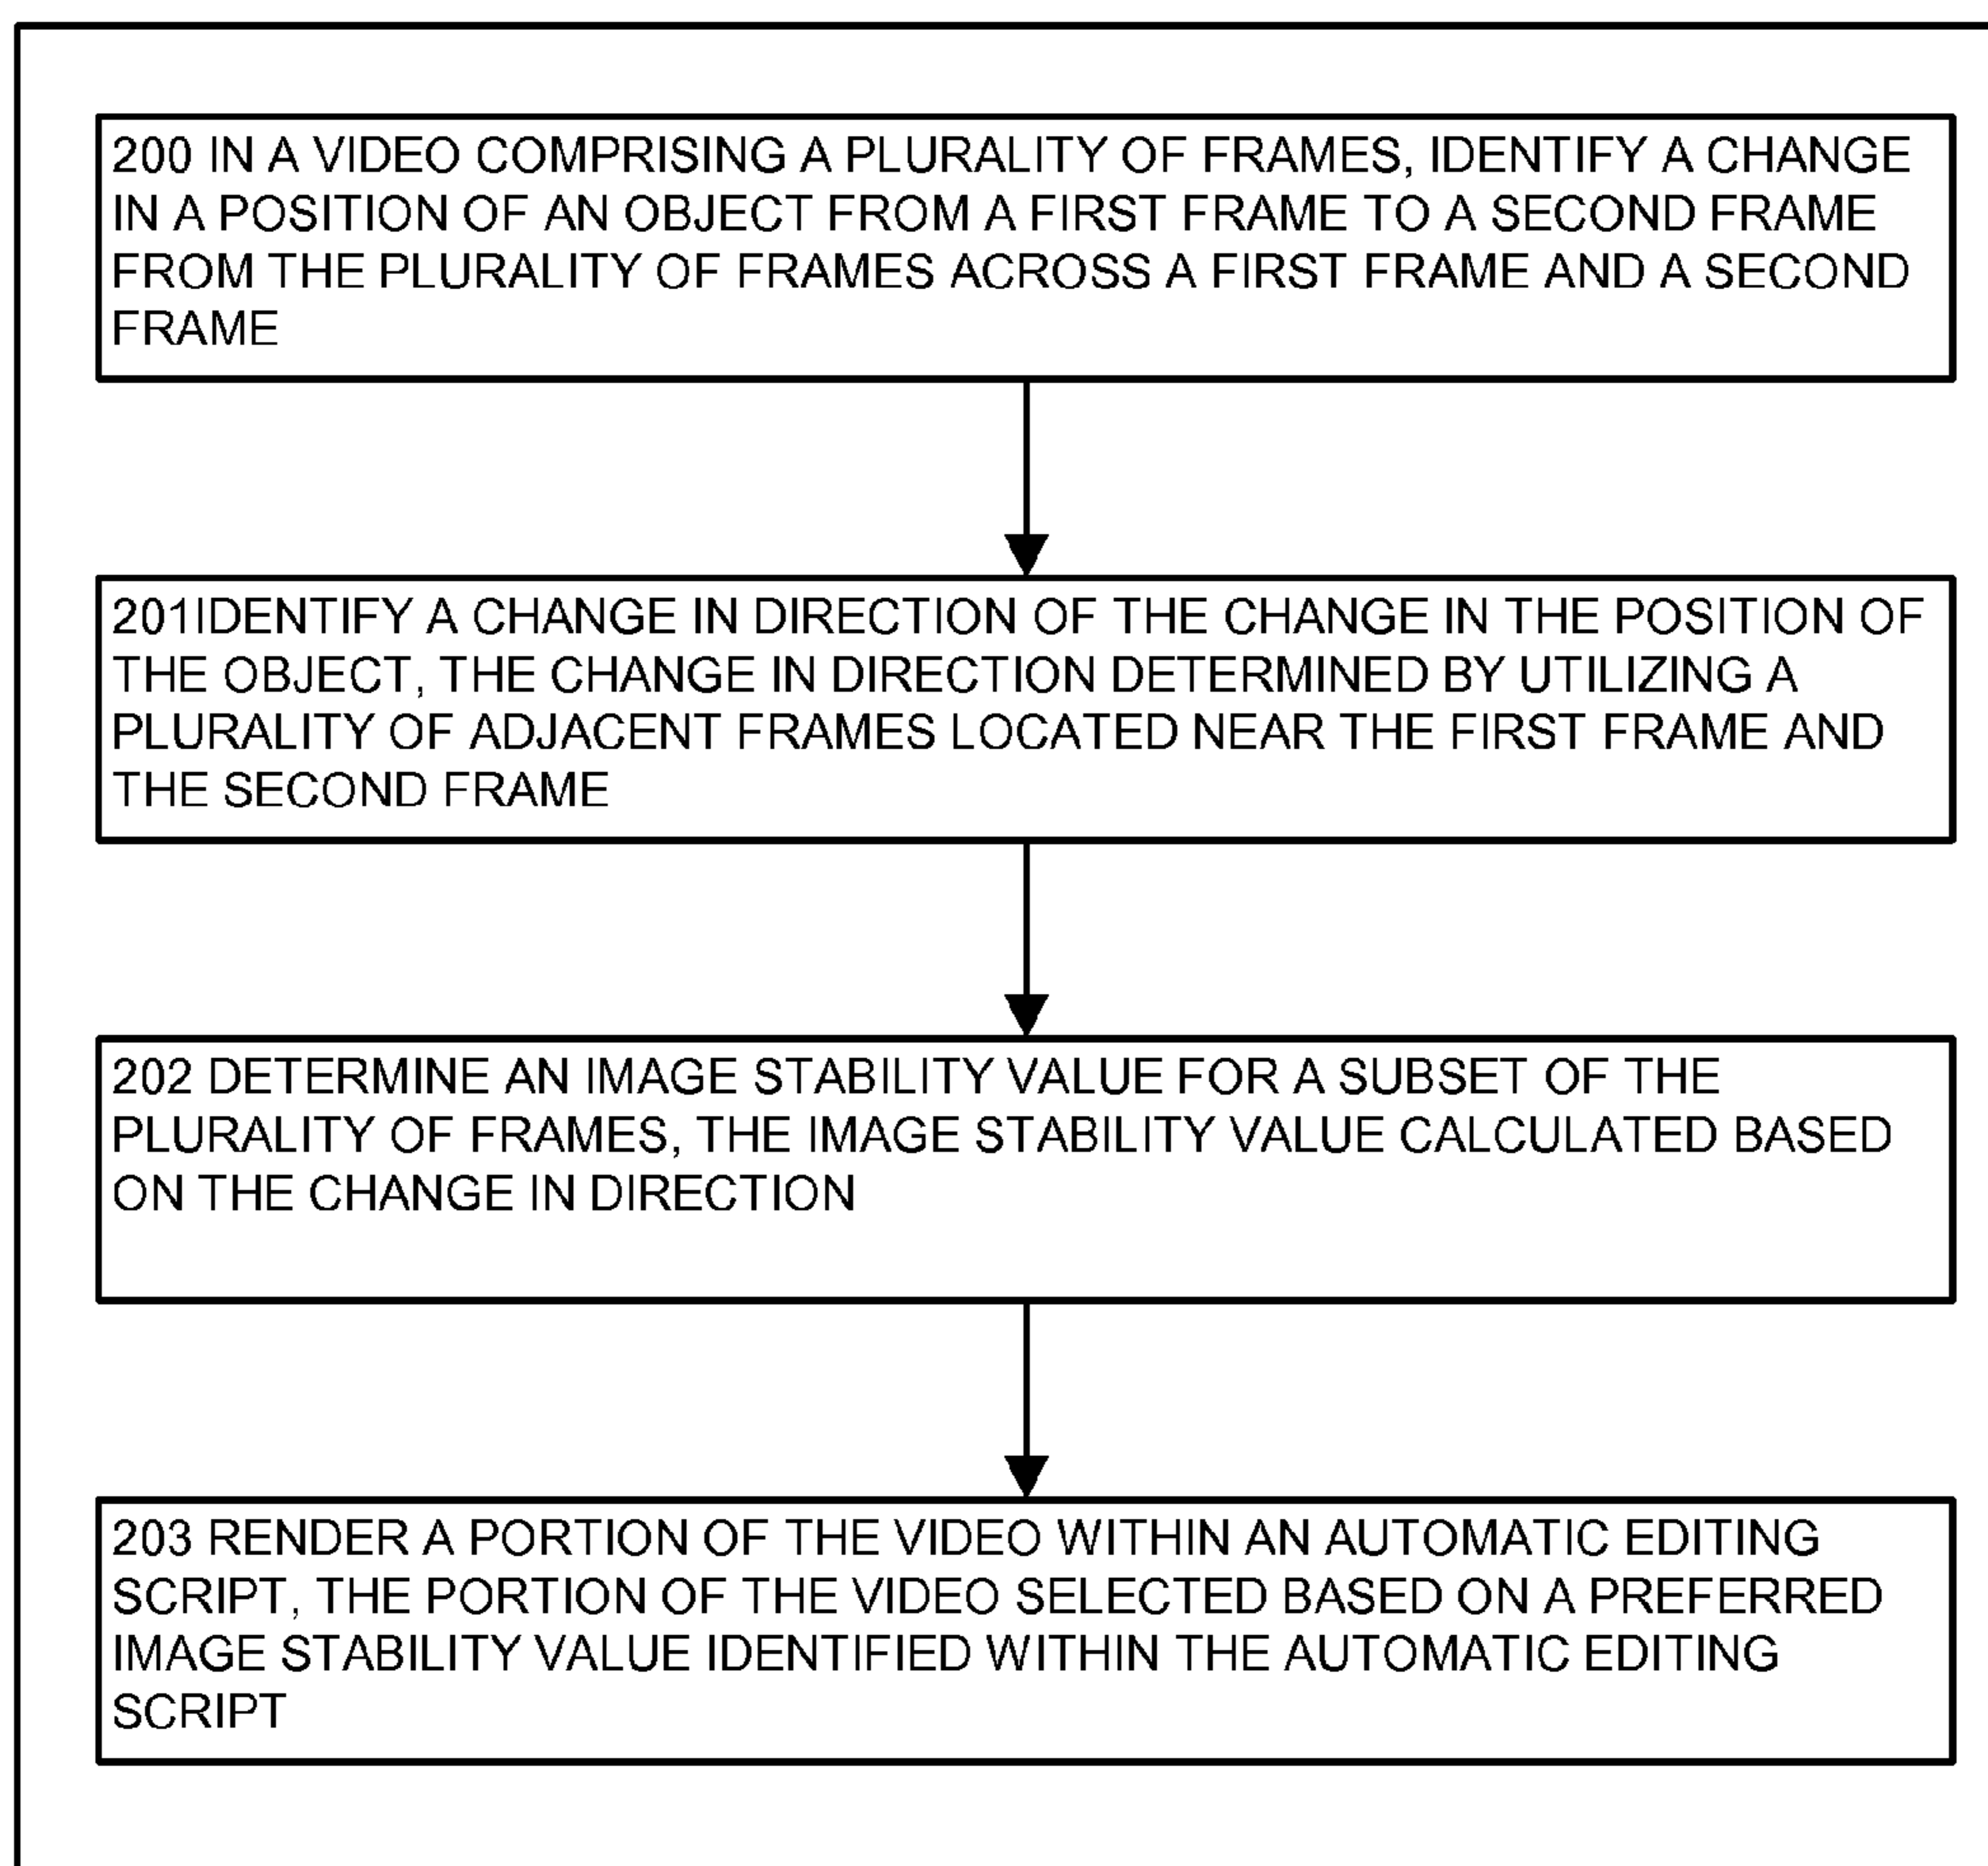 200 IN A VIDEO COMPRISING A PLURALITY OF FRAMES, IDENTIFY A CHANGE
IN A POSITION OF AN OBJECT FROM A FIRST FRAME TO A SECOND FRAME
FROM THE PLURALITY OF FRAMES ACROSS A FIRST FRAME AND A SECOND
FRAME
201IDENTIFY A CHANGE IN DIRECTION OF THE CHANGE IN THE POSITION OF
THE OBJECT, THE CHANGE IN DIRECTION DETERMINED BY UTILIZING A
PLURALITY OF ADJACENT FRAMES LOCATED NEAR THE FIRST FRAME AND
THE SECOND FRAME
202 DETERMINE AN IMAGE STABILITY VALUE FOR A SUBSET OF THE
PLURALITY OF FRAMES, THE IMAGE STABILITY VALUE CALCULATED BASED
ON THE CHANGE IN DIRECTION
203 RENDER A PORTION OF THE VIDEO WITHIN AN AUTOMATIC EDITING
SCRIPT, THE PORTION OF THE VIDEO SELECTED BASED ON A PREFERRED
IMAGE STABILITY VALUE IDENTIFIED WITHIN THE AUTOMATIC EDITING
SCRIPT